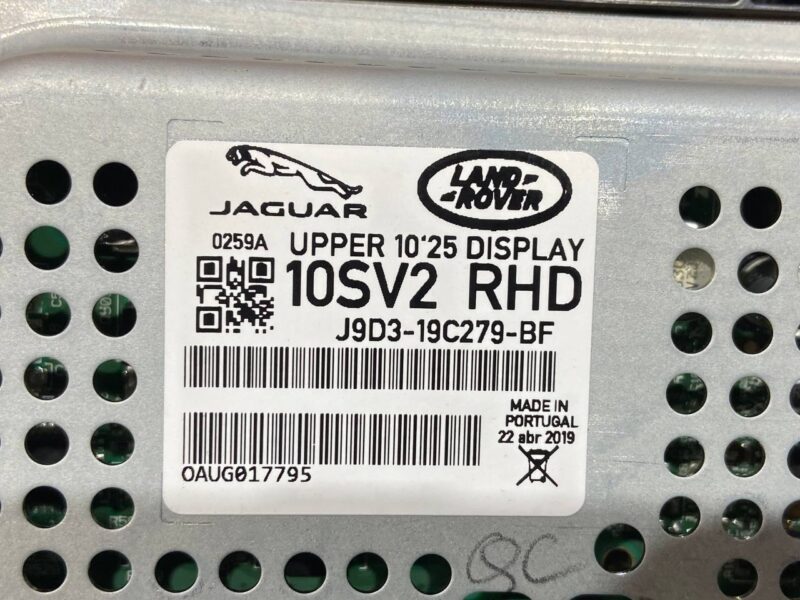 JAGUAR
LAND-
-ROVER
0259A
UPPER 10'25 DISPLAY
10SV2 RHD
J9D3-19C279-BF
MADE IN
PORTUGAL
22 abr 2019
OAUG017795
QC